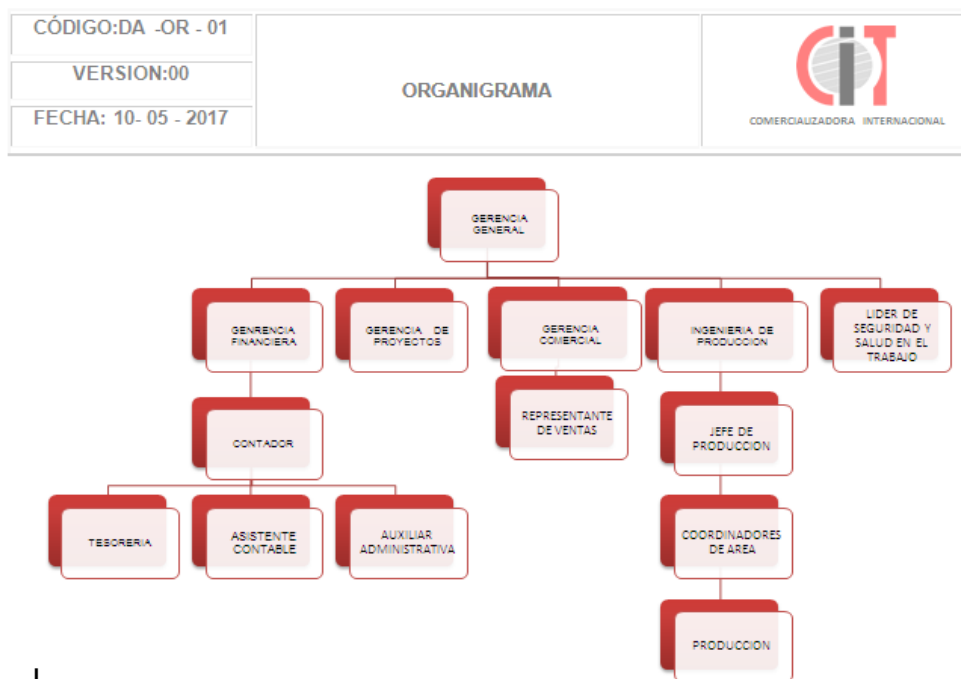 CÓDIGO:DA -OR - 01
VERSION:00
FECHA: 10- 05 - 2017
ORGANIGRAMA
CIT
COMERCIALIZADORA INTERNACIONAL
GERENCIA
GENERAL
GENRENCIA
FINANCIERA
GERENCIA DE
PROYECTOS
GERENCIA
COMERCIAL
INGENIERIA DE
PRODUCCION
LIDER DE
SEGURIDAD Y
SALUD EN EL
TRABAJO
CONTADOR
REPRESENTANTE
DE VENTAS
JEFE DE
PRODUCCION
TESORERIA
ASISTENTE
CONTABLE
AUXILIAR
ADMINISTRATIVA
COORDINADORES
DE AREA
PRODUCCION